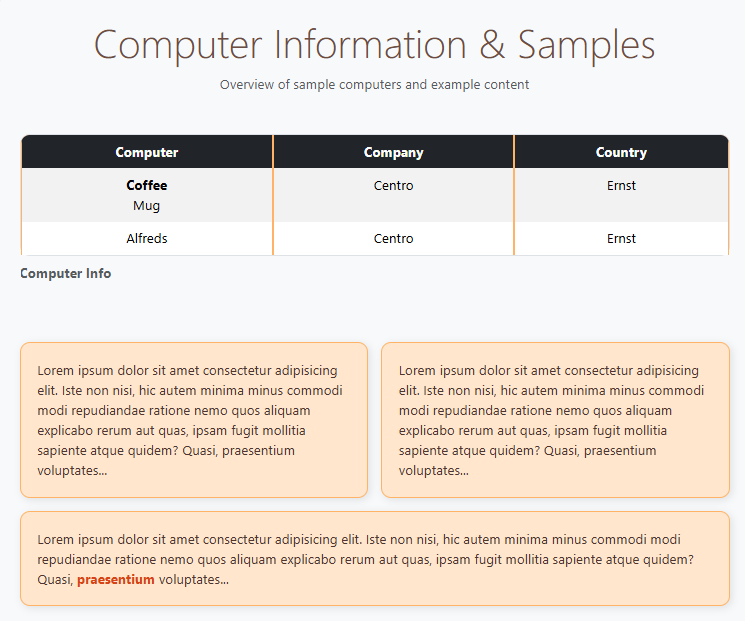 Computer Information & Samples
Overview of sample computers and example content
Computer Company Country
Coffee Centro Ernst
Mug
Alfreds Centro Ernst
Computer Info
Lorem ipsum dolor sit amet consectetur adipisicing
elit. Iste non nisi, hic autem minima minus commodi
modi repudiandae ratione nemo quos aliquam
explicabo rerum aut quas, ipsam fugit mollitia
sapiente atque quidem? Quasi, praesentium
voluptates...
Lorem ipsum dolor sit amet consectetur adipisicing
elit. Iste non nisi, hic autem minima minus commodi
modi repudiandae ratione nemo quos aliquam
explicabo rerum aut quas, ipsam fugit mollitia
sapiente atque quidem? Quasi, praesentium
voluptates...
Lorem ipsum dolor sit amet consectetur adipisicing elit. Iste non nisi, hic autem minima minus commodi modi
repudiandae ratione nemo quos aliquam explicabo rerum aut quas, ipsam fugit mollitia sapiente atque quidem?
Quasi, praesentium voluptates...